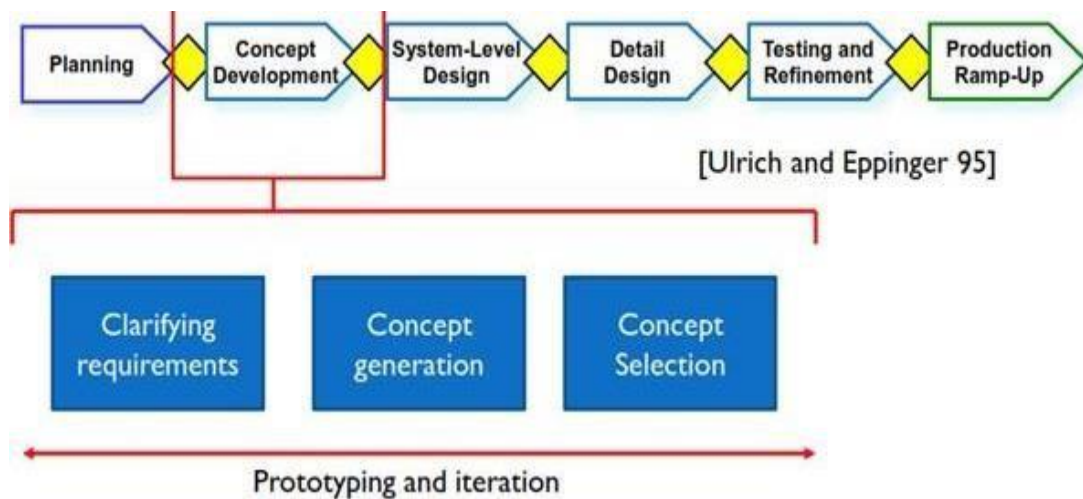 Planning
Concept
Development
System-Level
Design
Detail
Design
Testing and
Refinement
Production
Ramp-Up
[Ulrich and Eppinger 95]
Clarifying
requirements
Concept
generation
Concept
Selection
Prototyping and iteration